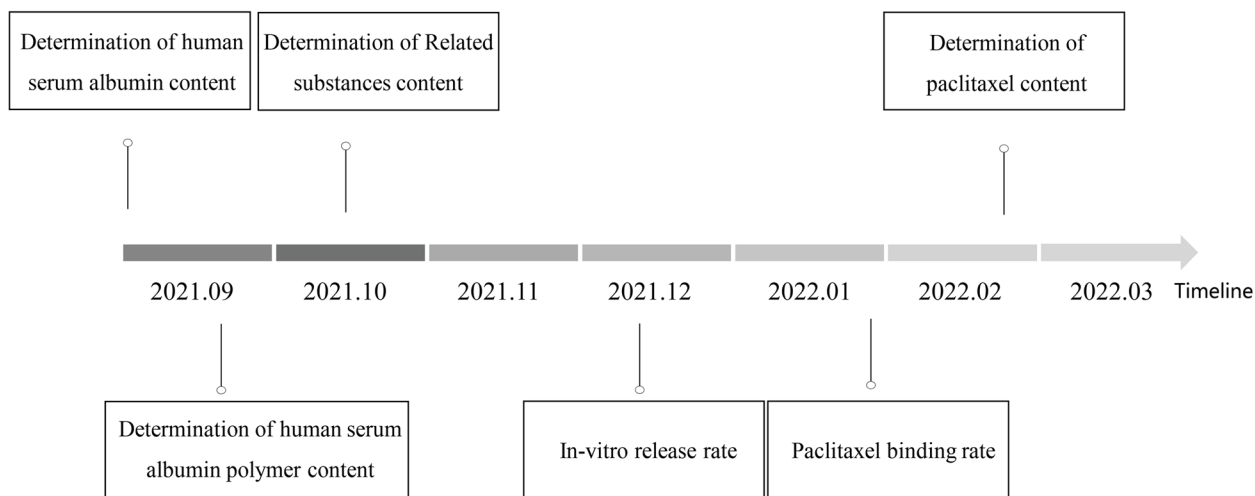 Determination of human
serum albumin content
Determination of Related
substances content
Determination of
paclitaxel content
2021.09
2021.10
2021.11
2021.12
2022.01
2022.02
2022.03
Timeline
Determination of human serum
albumin polymer content
In-vitro release rate
Paclitaxel binding rate